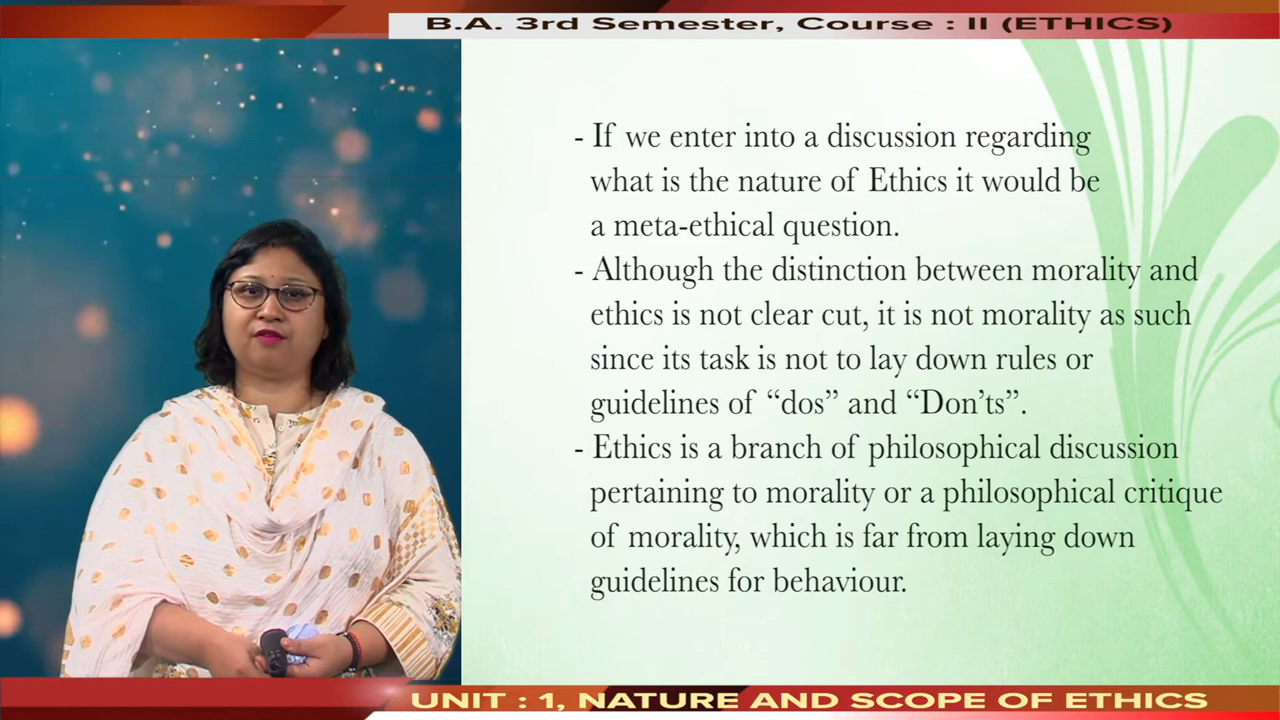 B.A. 3rd Semester, Course : II (ETHICS)
- If we enter into a discussion regarding
what is the nature of Ethics it would be
a meta-ethical question.
- Although the distinction between morality and
ethics is not clear cut, it is not morality as such
since its task is not to lay down rules or
guidelines of “dos” and “Don’ts”.
- Ethics is a branch of philosophical discussion
pertaining to morality or a philosophical critique
of morality, which is far from laying down
guidelines for behaviour.
UNIT : 1, NATURE AND SCOPE OF ETHICS